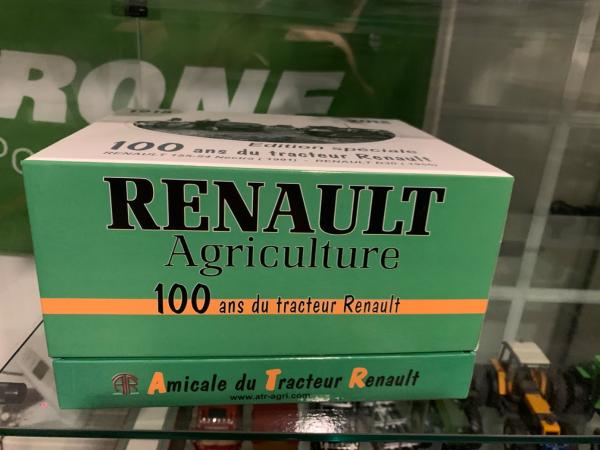 RONE
100 ans du tracteur Renault
Edition spéciale
RENAULT
Agriculture
100 ans du tracteur Renault
Amicale du Tracteur Renault
www.atr-agri.com